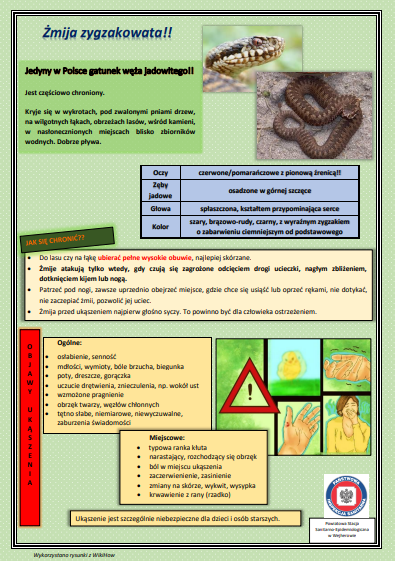 Żmija zygzakowata!!
Jedyny w Polsce gatunek węża jadowitego!!
Jest częściowo chroniony.
Kryje się w wykrotach, pod zwalonymi pniami drzew,
na wilgotnych łąkach, obrzeżach lasów, wśród kamieni,
w nasłonecznionych miejscach blisko zbiorników
wodnych. Dobrze pływa.
Oczy czerwone/pomarańczowe z pionową źrenicą!!
Zęby jadowe osadzone w górnej szczęce
Głowa spłaszczona, kształtem przypominająca serce
Kolor szary, brązowo-rudy, czarny, z wyraźnym zygzakiem
o zabarwieniu ciemniejszym od podstawowego
JAK SIĘ CHRONIĆ??
• Do lasu czy na łąkę ubierać pełne wysokie obuwie, najlepiej skórzane.
• Żmije atakują tylko wtedy, gdy czują się zagrożone odcięciem drogi ucieczki, nagłym zbliżeniem,
dotknięciem kijem lub nogą.
• Patrzeć pod nogi, zawsze uprzednio obejrzeć miejsce, gdzie chce się usiąść lub oprzeć rękami, nie dotykać,
nie zaczepiać żmii, pozwolić jej uciec.
• Żmija przed ukąszeniem najpierw głośno syczy. To powinno być dla człowieka ostrzeżeniem.
OBJAWY UKĄSZENIA
Ogólne:
• osłabienie, senność
• mdłości, wymioty, bóle brzucha, biegunka
• poty, dreszcze, gorączka
• uczucie drętwienia, znieczulenia, np. wokół ust
• wzmożone pragnienie
• obrzęk twarzy, węzłów chłonnych
• tętno słabe, niemiarowe, niewyczuwalne,
zaburzenia świadomości
Miejscowe:
• typowa ranka kłuta
• narastający, rozchodzący się obrzęk
• ból w miejscu ukąszenia
• zaczerwienienie, zasinienie
• zmiany na skórze, wykwit, wysypka
• krwawienie z rany (rzadko)
Ukąszenie jest szczególnie niebezpieczne dla dzieci i osób starszych.
Powiatowa Stacja
Sanitarno-Epidemiologiczna
w Wejherowie
Wykorzystano rysunki z WikiHow